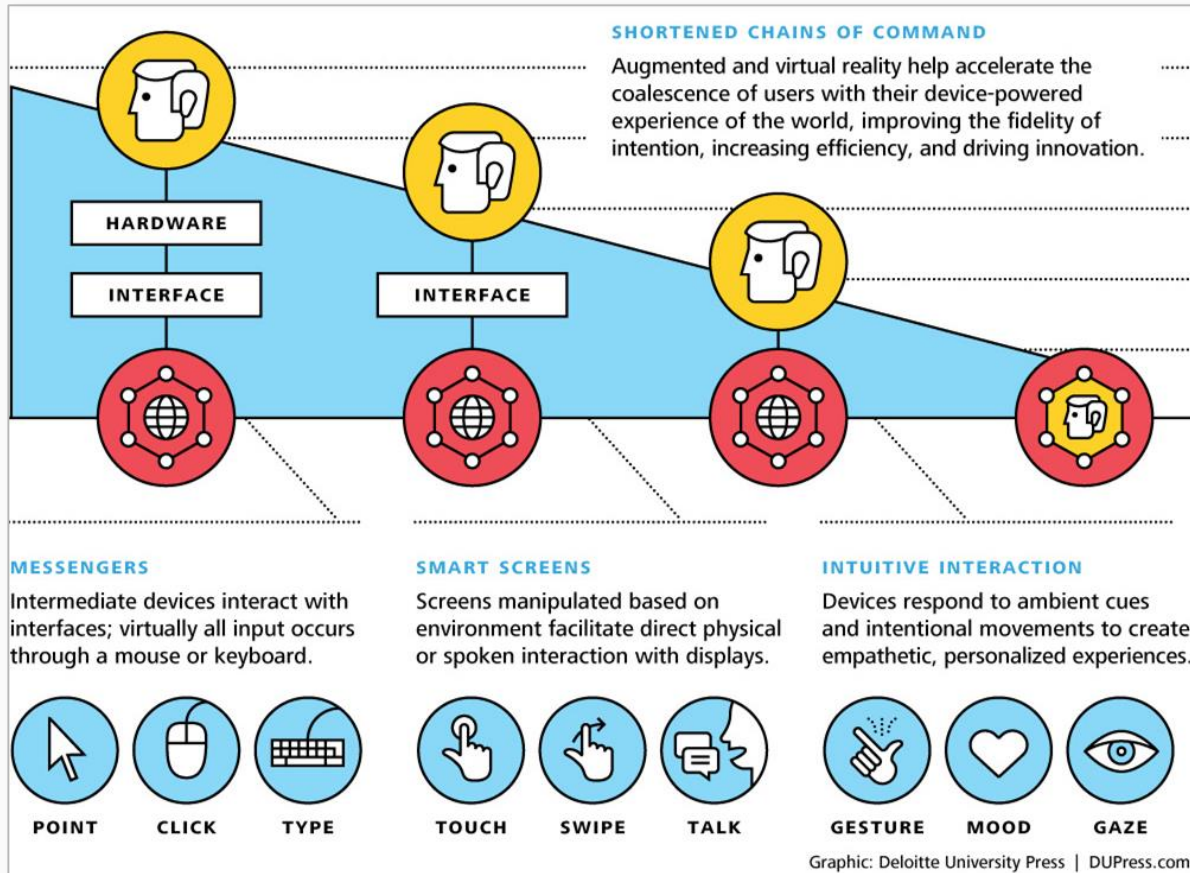 SHORTENED CHAINS OF COMMAND
Augmented and virtual reality help accelerate the
coalescence of users with their device-powered
experience of the world, improving the fidelity of
intention, increasing efficiency, and driving innovation.
HARDWARE
INTERFACE
INTERFACE
MESSENGERS
Intermediate devices interact with
interfaces; virtually all input occurs
through a mouse or keyboard.
POINT CLICK TYPE
SMART SCREENS
Screens manipulated based on
environment facilitate direct physical
or spoken interaction with displays.
TOUCH SWIPE TALK
INTUITIVE INTERACTION
Devices respond to ambient cues
and intentional movements to create
empathetic, personalized experiences.
GESTURE MOOD GAZE
Graphic: Deloitte University Press | DUPress.com